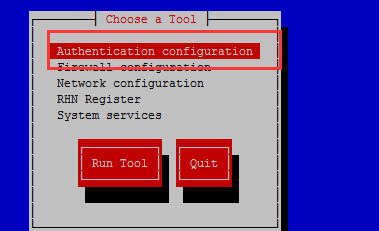 Choose a Tool
Authentication configuration
Firewall configuration
Network configuration
RHN Register
System services
Run Tool
Quit